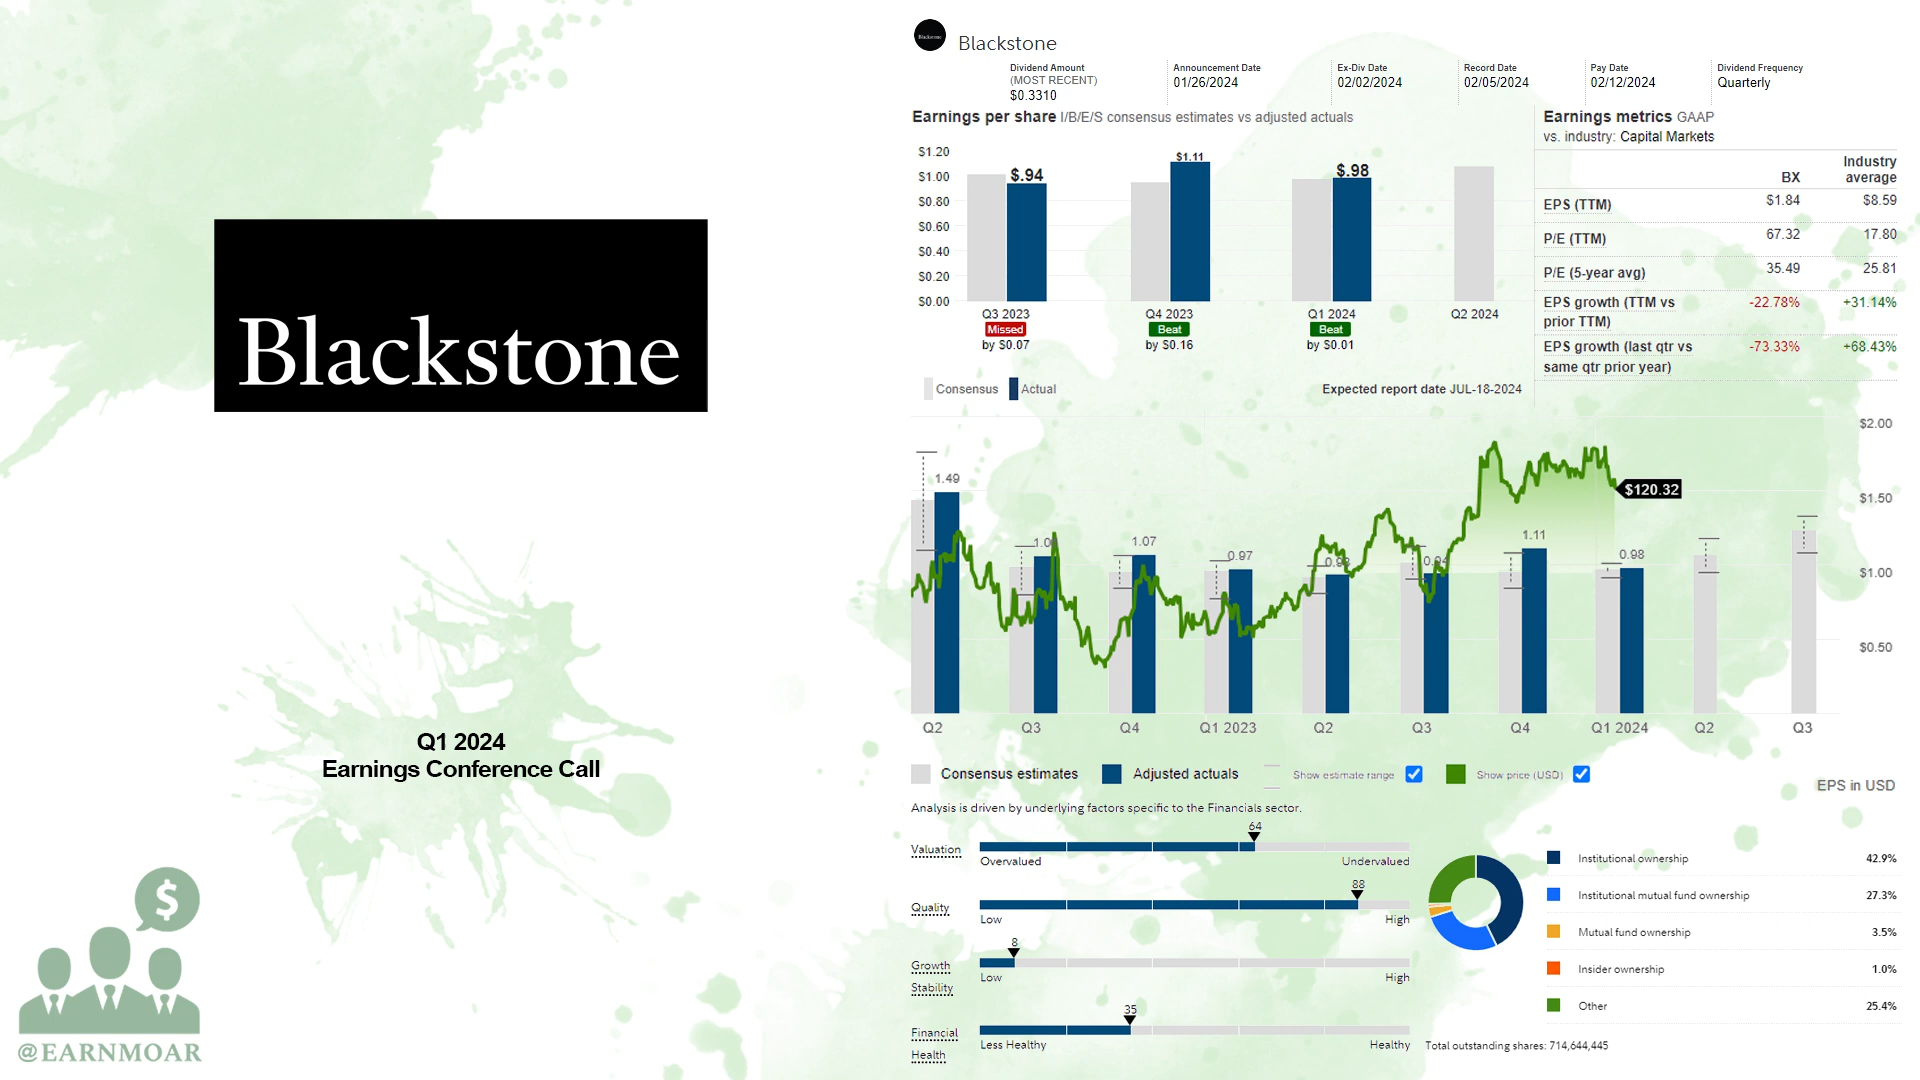 Blackstone
Q1 2024
Earnings Conference Call
$
@EARNMOAR
Blackstone
Blackstone
Dividend Amount
(MOST RECENT)
$0.3310
Announcement Date
01/26/2024
Ex-Div Date
02/02/2024
Record Date
02/05/2024
Pay Date
02/12/2024
Dividend Frequency
Quarterly
Earnings per share I/B/E/S consensus estimates vs adjusted actuals
$1.20
$1.00
$0.80
$0.60
$0.40
$0.20
$0.00
$.94
$1.11
$.98
Q3 2023
Missed
by $0.07
Q4 2023
Beat
by $0.16
Q1 2024
Beat
by $0.01
Q2 2024
Consensus
Actual
Expected report date JUL-18-2024
Earnings metrics GAAP
vs. industry: Capital Markets
BX
Industry
average
EPS (TTM) $1.84 $8.59
P/E (TTM) 67.32 17.80
P/E (5-year avg) 35.49 25.81
EPS growth (TTM vs
prior TTM) -22.78% +31.14%
EPS growth (last qtr vs
same qtr prior year) -73.33% +68.43%
$2.00
$1.50
$1.00
$0.50
1.49
1.07
0.97
1.11
0.98
$120.32
Q2 Q3 Q4 Q1 2023 Q2 Q3 Q4 Q1 2024 Q2 Q3
Consensus estimates
Adjusted actuals
Show estimate range
Show price (USD)
EPS in USD
Analysis is driven by underlying factors specific to the Financials sector.
Valuation
64
Overvalued
Undervalued
Quality
88
Low
High
Growth
Stability
8
Low
High
Financial
Health
35
Less Healthy
Healthy
Institutional ownership 42.9%
Institutional mutual fund ownership 27.3%
Mutual fund ownership 3.5%
Insider ownership 1.0%
Other 25.4%
Total outstanding shares: 714,644,445